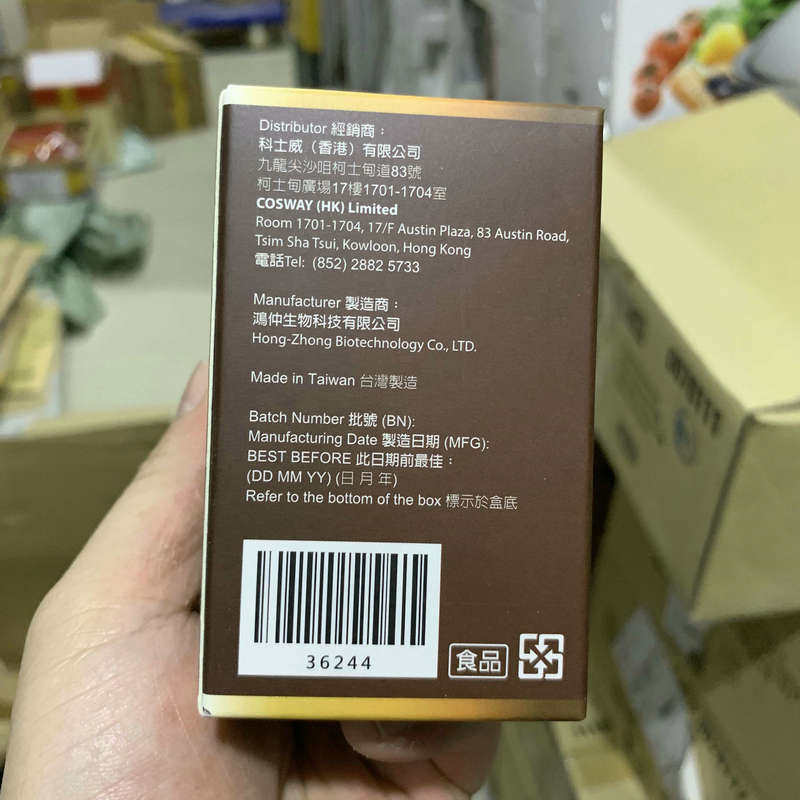 Distributor 經銷商：
科士威（香港）有限公司
九龍尖沙咀柯士甸道83號
柯士甸廣場17樓1701-1704室
COSWAY (HK) Limited
Room 1701-1704, 17/F Austin Plaza, 83 Austin Road,
Tsim Sha Tsui, Kowloon, Hong Kong
電話Tel: (852) 2882 5733
Manufacturer 製造商：
鴻仲生物科技有限公司
Hong-Zhong Biotechnology Co., LTD.
Made in Taiwan 台灣製造
Batch Number 批號 (BN):
Manufacturing Date 製造日期 (MFG):
BEST BEFORE 此日期前最佳：
(DD MM YY) (日 月 年)
Refer to the bottom of the box 標示於盒底
36244
食品